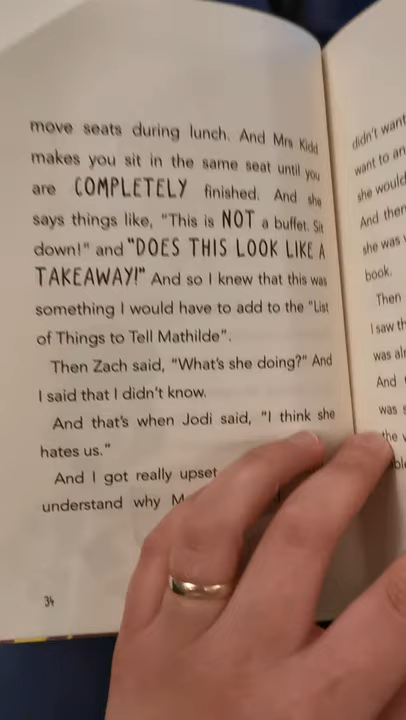 move seats during lunch. And Mrs Kidd
makes you sit in the same seat until you
are COMPLETELY finished. And she
says things like, "This is NOT a buffet. Sit
down!" and "DOES THIS LOOK LIKE A
TAKEAWAY!" And so I knew that this was
something I would have to add to the "List
of Things to Tell Mathilde".
Then Zach said, "What's she doing?" And
I said that I didn't know.
And that's when Jodi said, "I think she
hates us."
And I got really upset
understand why
34
didn't want
want to an
she would
And then
she was
book.
Then
I saw th
was
And
was
the